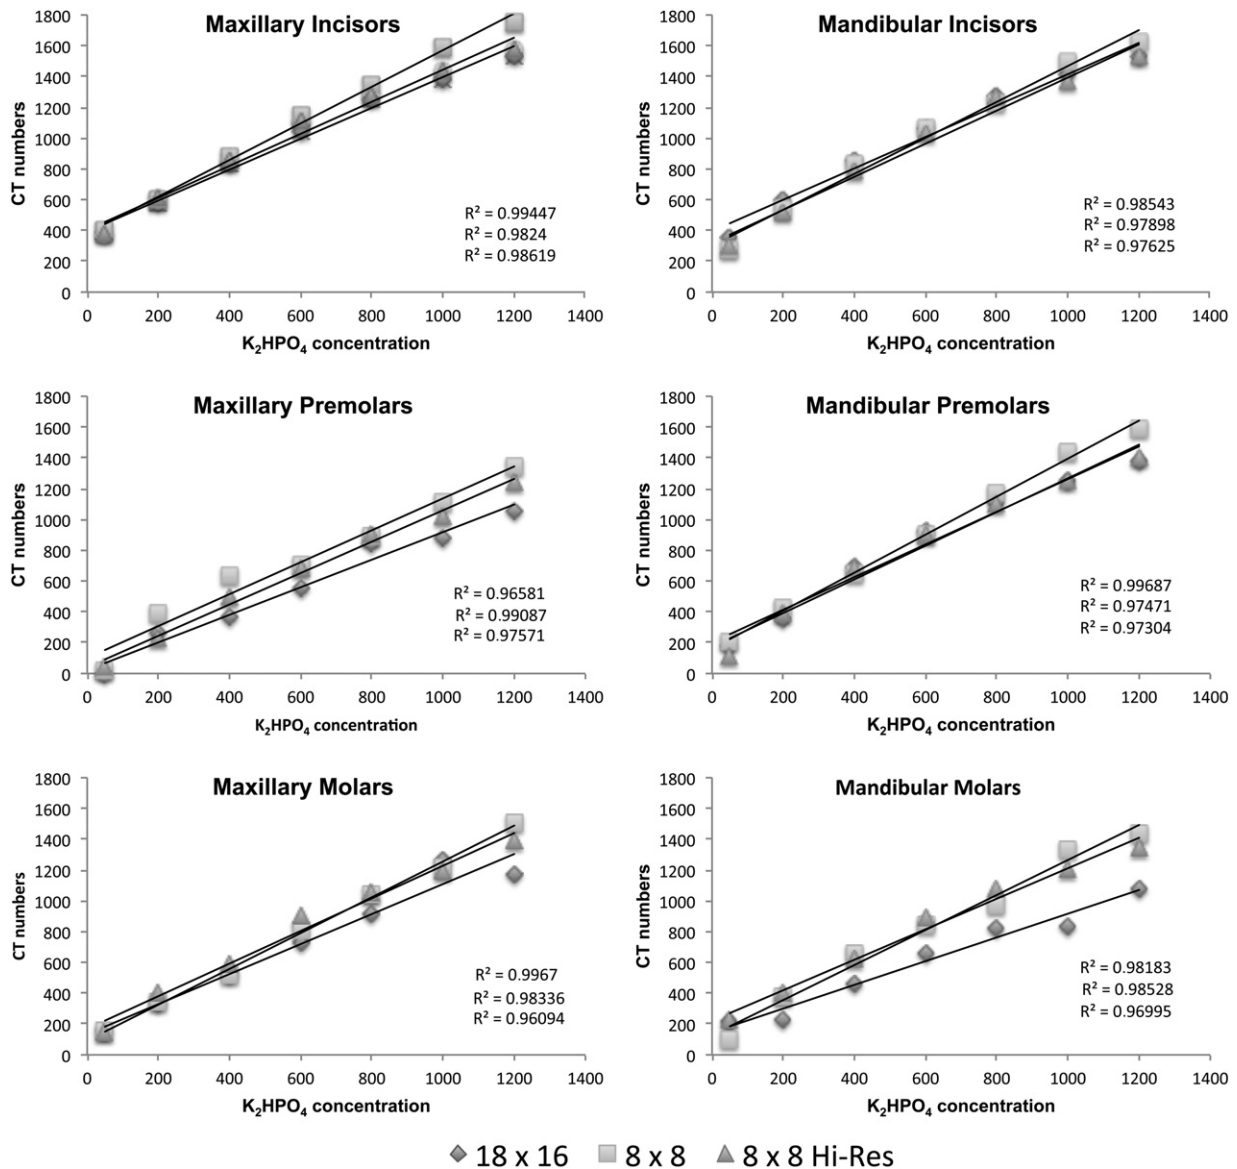 Maxillary Incisors
CT numbers
1800
1600
1400
1200
1000
800
600
400
200
0
R² = 0.99447
R² = 0.9824
R² = 0.98619
0 200 400 600 800 1000 1200 1400
K₂HPO₄ concentration
Mandibular Incisors
CT numbers
1800
1600
1400
1200
1000
800
600
400
200
0
R² = 0.98543
R² = 0.97898
R² = 0.97625
0 200 400 600 800 1000 1200 1400
K₂HPO₄ concentration
Maxillary Premolars
CT numbers
1800
1600
1400
1200
1000
800
600
400
200
0
R² = 0.96581
R² = 0.99087
R² = 0.97571
0 200 400 600 800 1000 1200 1400
K₂HPO₄ concentration
Mandibular Premolars
CT numbers
1800
1600
1400
1200
1000
800
600
400
200
0
R² = 0.99687
R² = 0.97471
R² = 0.97304
0 200 400 600 800 1000 1200 1400
K₂HPO₄ concentration
Maxillary Molars
CT numbers
1800
1600
1400
1200
1000
800
600
400
200
0
R² = 0.9967
R² = 0.98336
R² = 0.96094
0 200 400 600 800 1000 1200 1400
K₂HPO₄ concentration
Mandibular Molars
CT numbers
1800
1600
1400
1200
1000
800
600
400
200
0
R² = 0.98183
R² = 0.98528
R² = 0.96995
0 200 400 600 800 1000 1200 1400
K₂HPO₄ concentration
18 x 16 8 x 8 8 x 8 Hi-Res